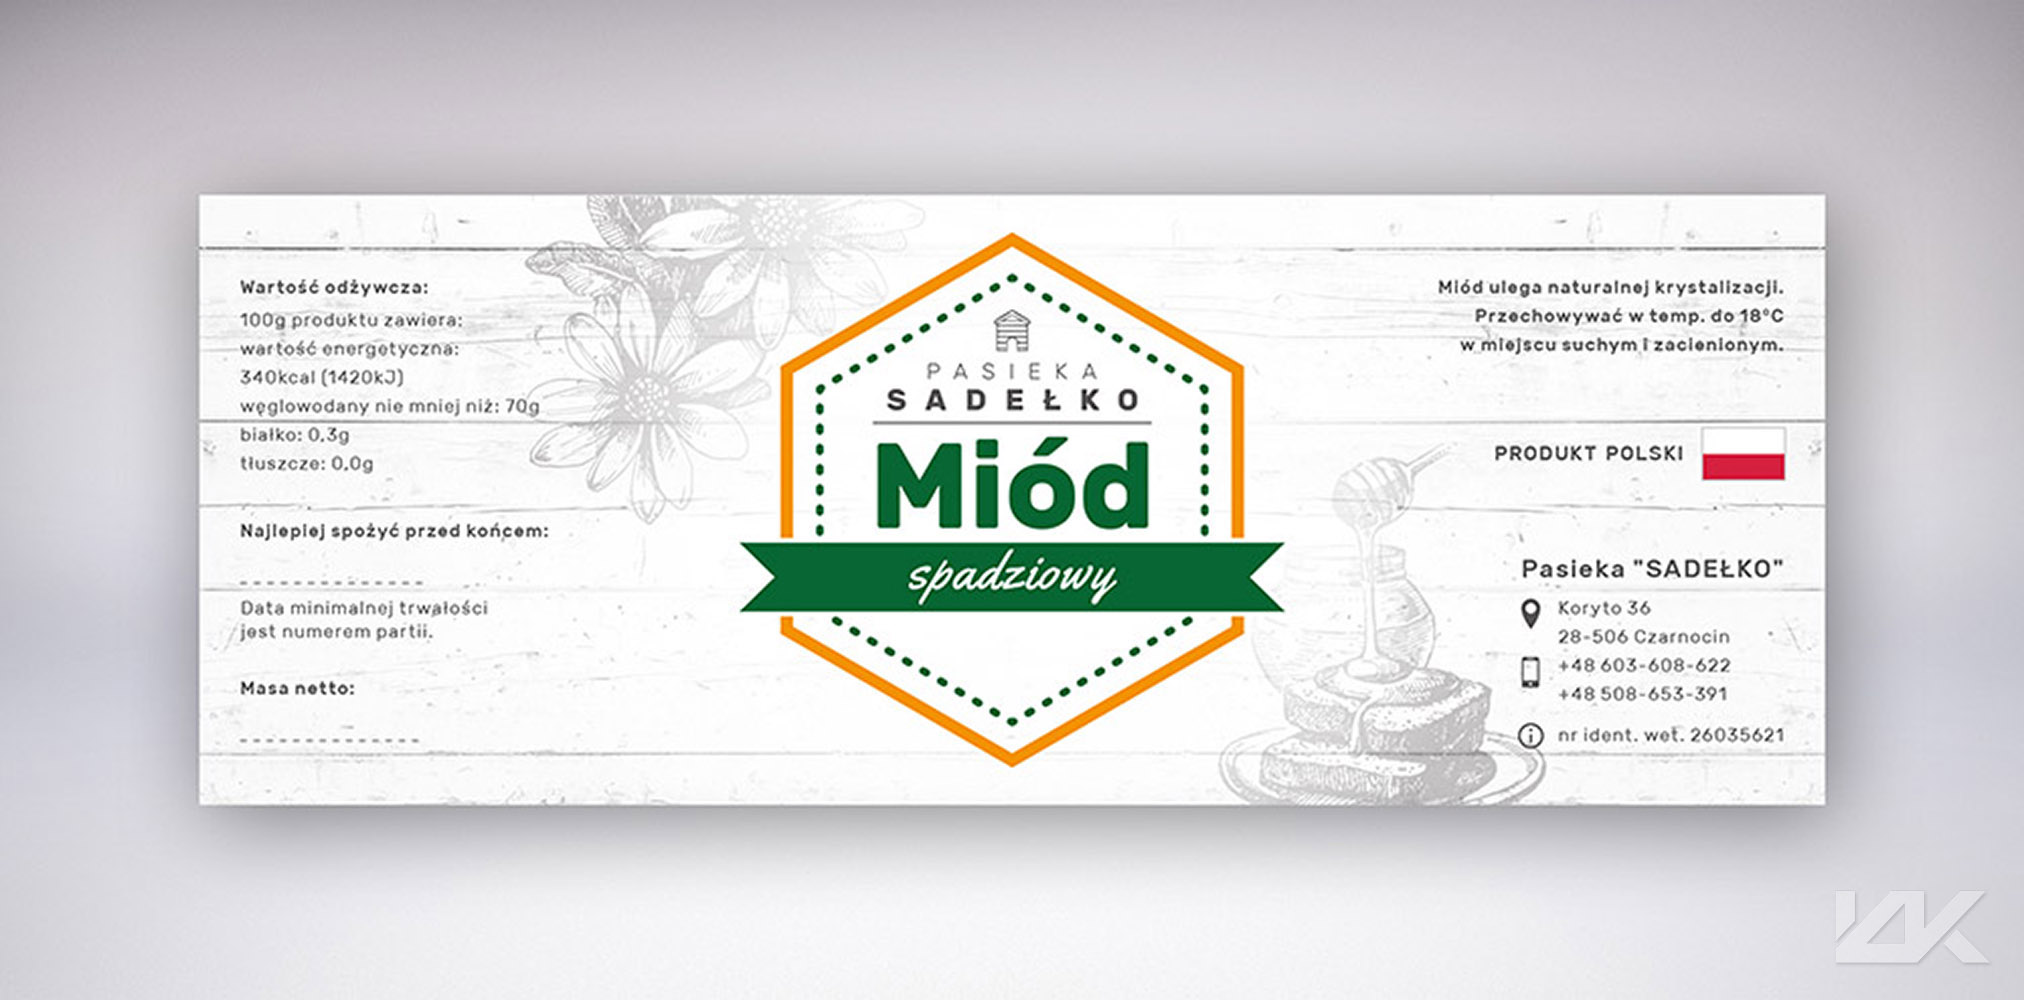 Wartość odżywcza:
100g produktu zawiera:
wartość energetyczna:
340kcal (1420kJ)
węglowodany nie mniej niż: 70g
białko: 0,3g
tłuszcze: 0,0g
Najlepiej spożyć przed końcem:
Data minimalnej trwałości
jest numerem partii.
Masa netto:
PASIEKA
SADEŁKO
Miód
spadziowy
Miód ulega naturalnej krystalizacji.
Przechowywać w temp. do 18°C
w miejscu suchym i zacienionym.
PRODUKT POLSKI
Pasieka "SADEŁKO"
Koryto 36
28-506 Czarnocin
+48 603-608-622
+48 508-653-391
nr ident. wet. 26035621